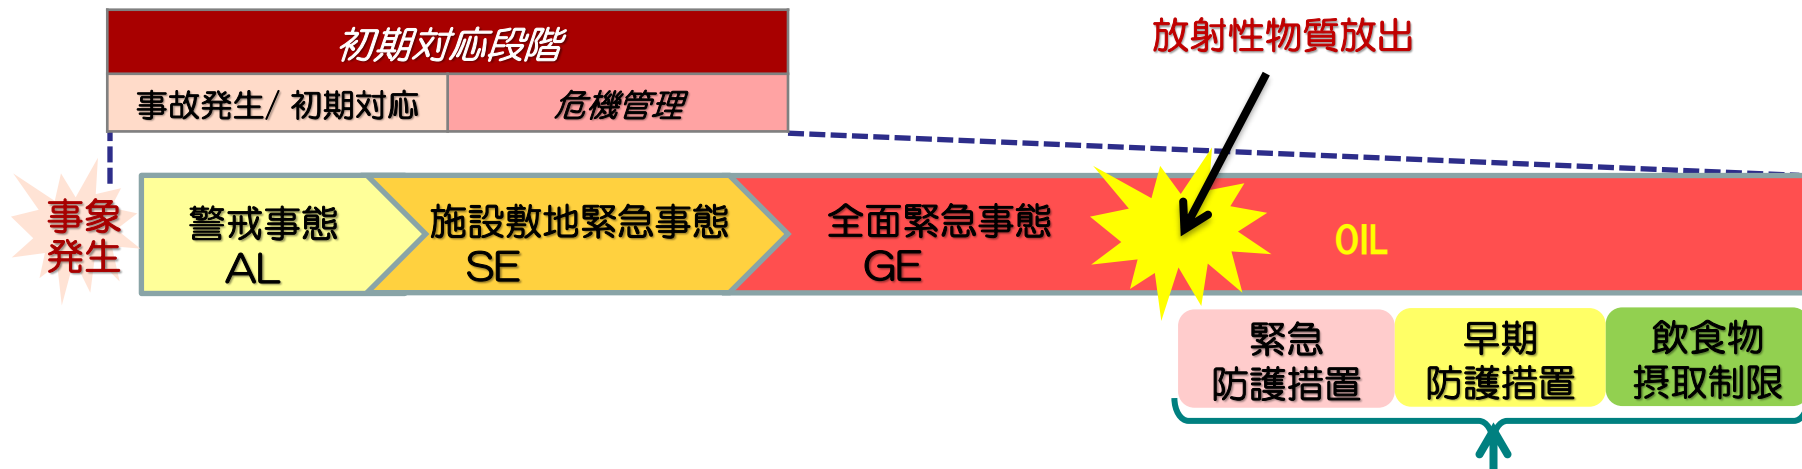 初期対応段階
放射性物質放出
事故発生/ 初期対応
危機管理
事象
発生
警戒事態
AL
施設敷地緊急事態
SE
全面緊急事態
GE
OIL
緊急
防護措置
早期
防護措置
飲食物
摂取制限